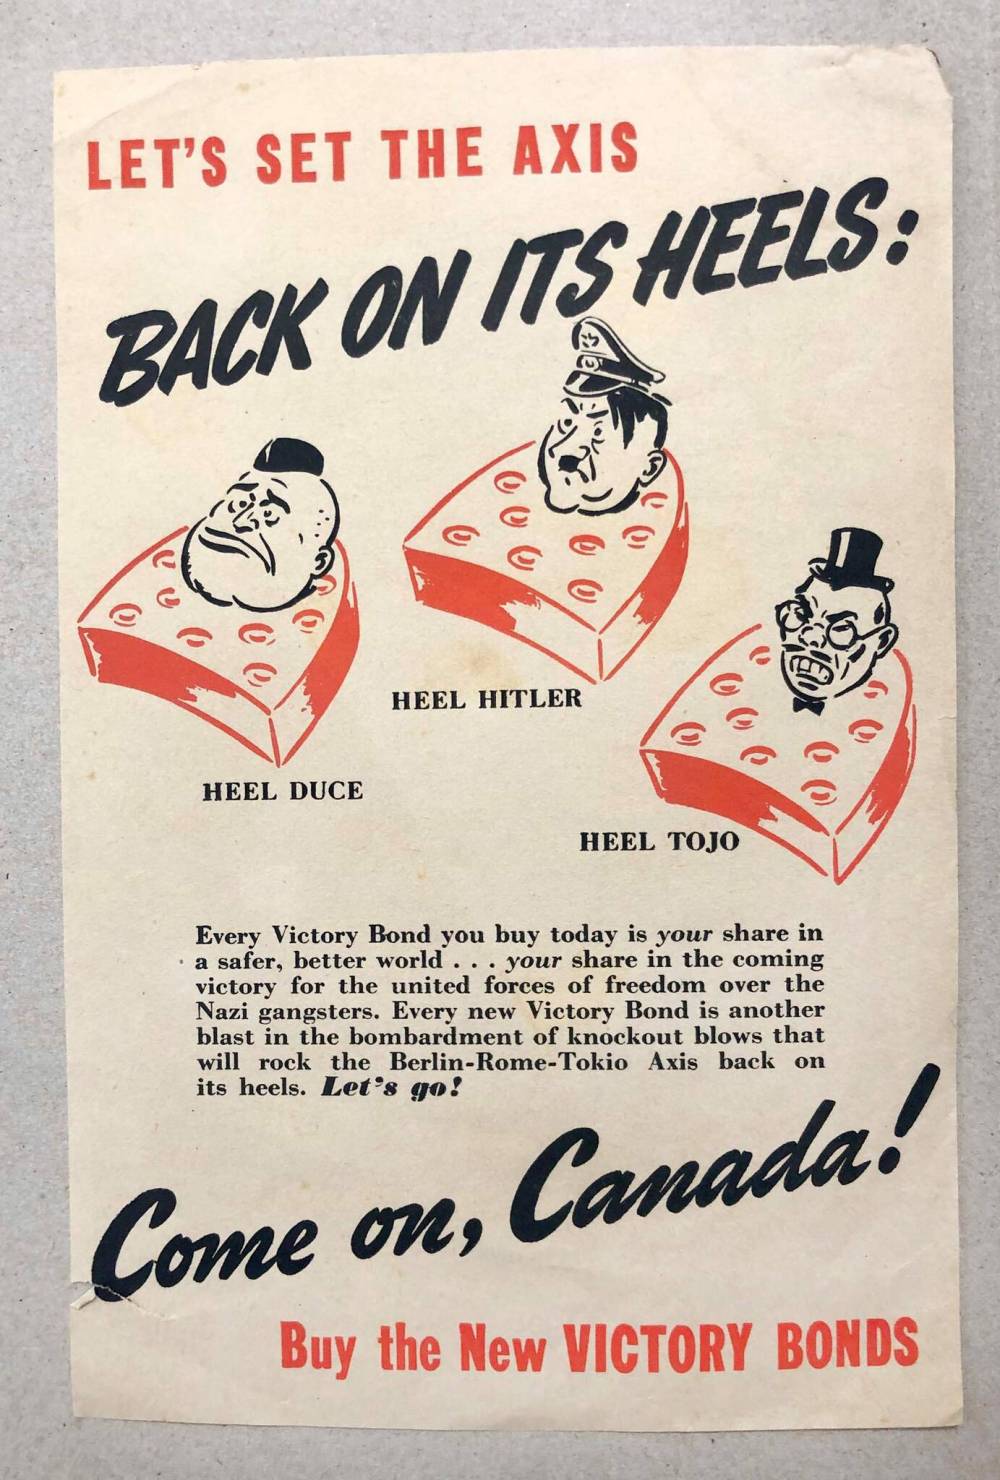 LET'S SET THE AXIS
BACK ON ITS HEELS:
HEEL HITLER
HEEL DUCE
HEEL TOJO
Every Victory Bond you buy today is your share in
a safer, better world . . . your share in the coming
victory for the united forces of freedom over the
Nazi gangsters. Every new Victory Bond is another
blast in the bombardment of knockout blows that
will rock the Berlin-Rome-Tokio Axis back on
its heels. Let's go!
Come on, Canada!
Buy the New VICTORY BONDS